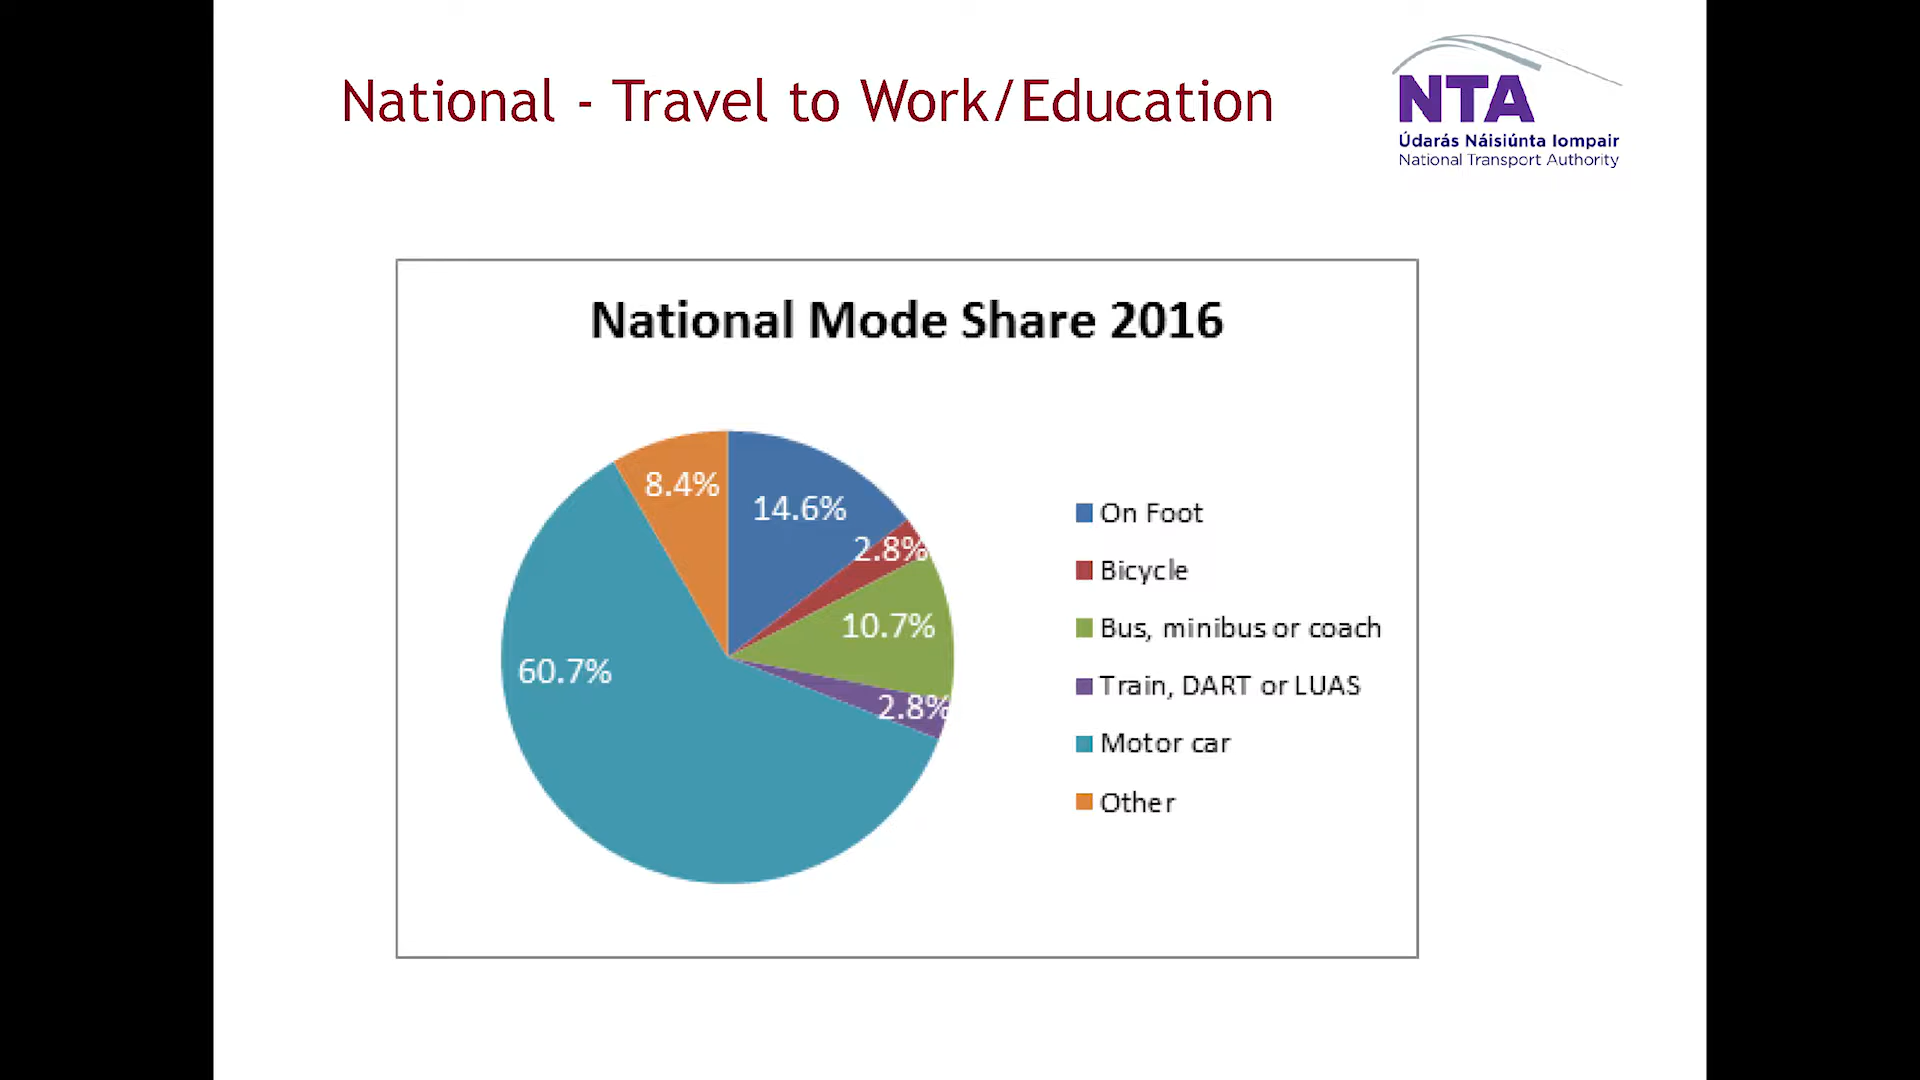 National - Travel to Work/Education
NTA
Údarás Náisiúnta Iompair
National Transport Authority
National Mode Share 2016
8.4%
14.6%
2.8%
10.7%
60.7%
2.8%
On Foot
Bicycle
Bus, minibus or coach
Train, DART or LUAS
Motor car
Other